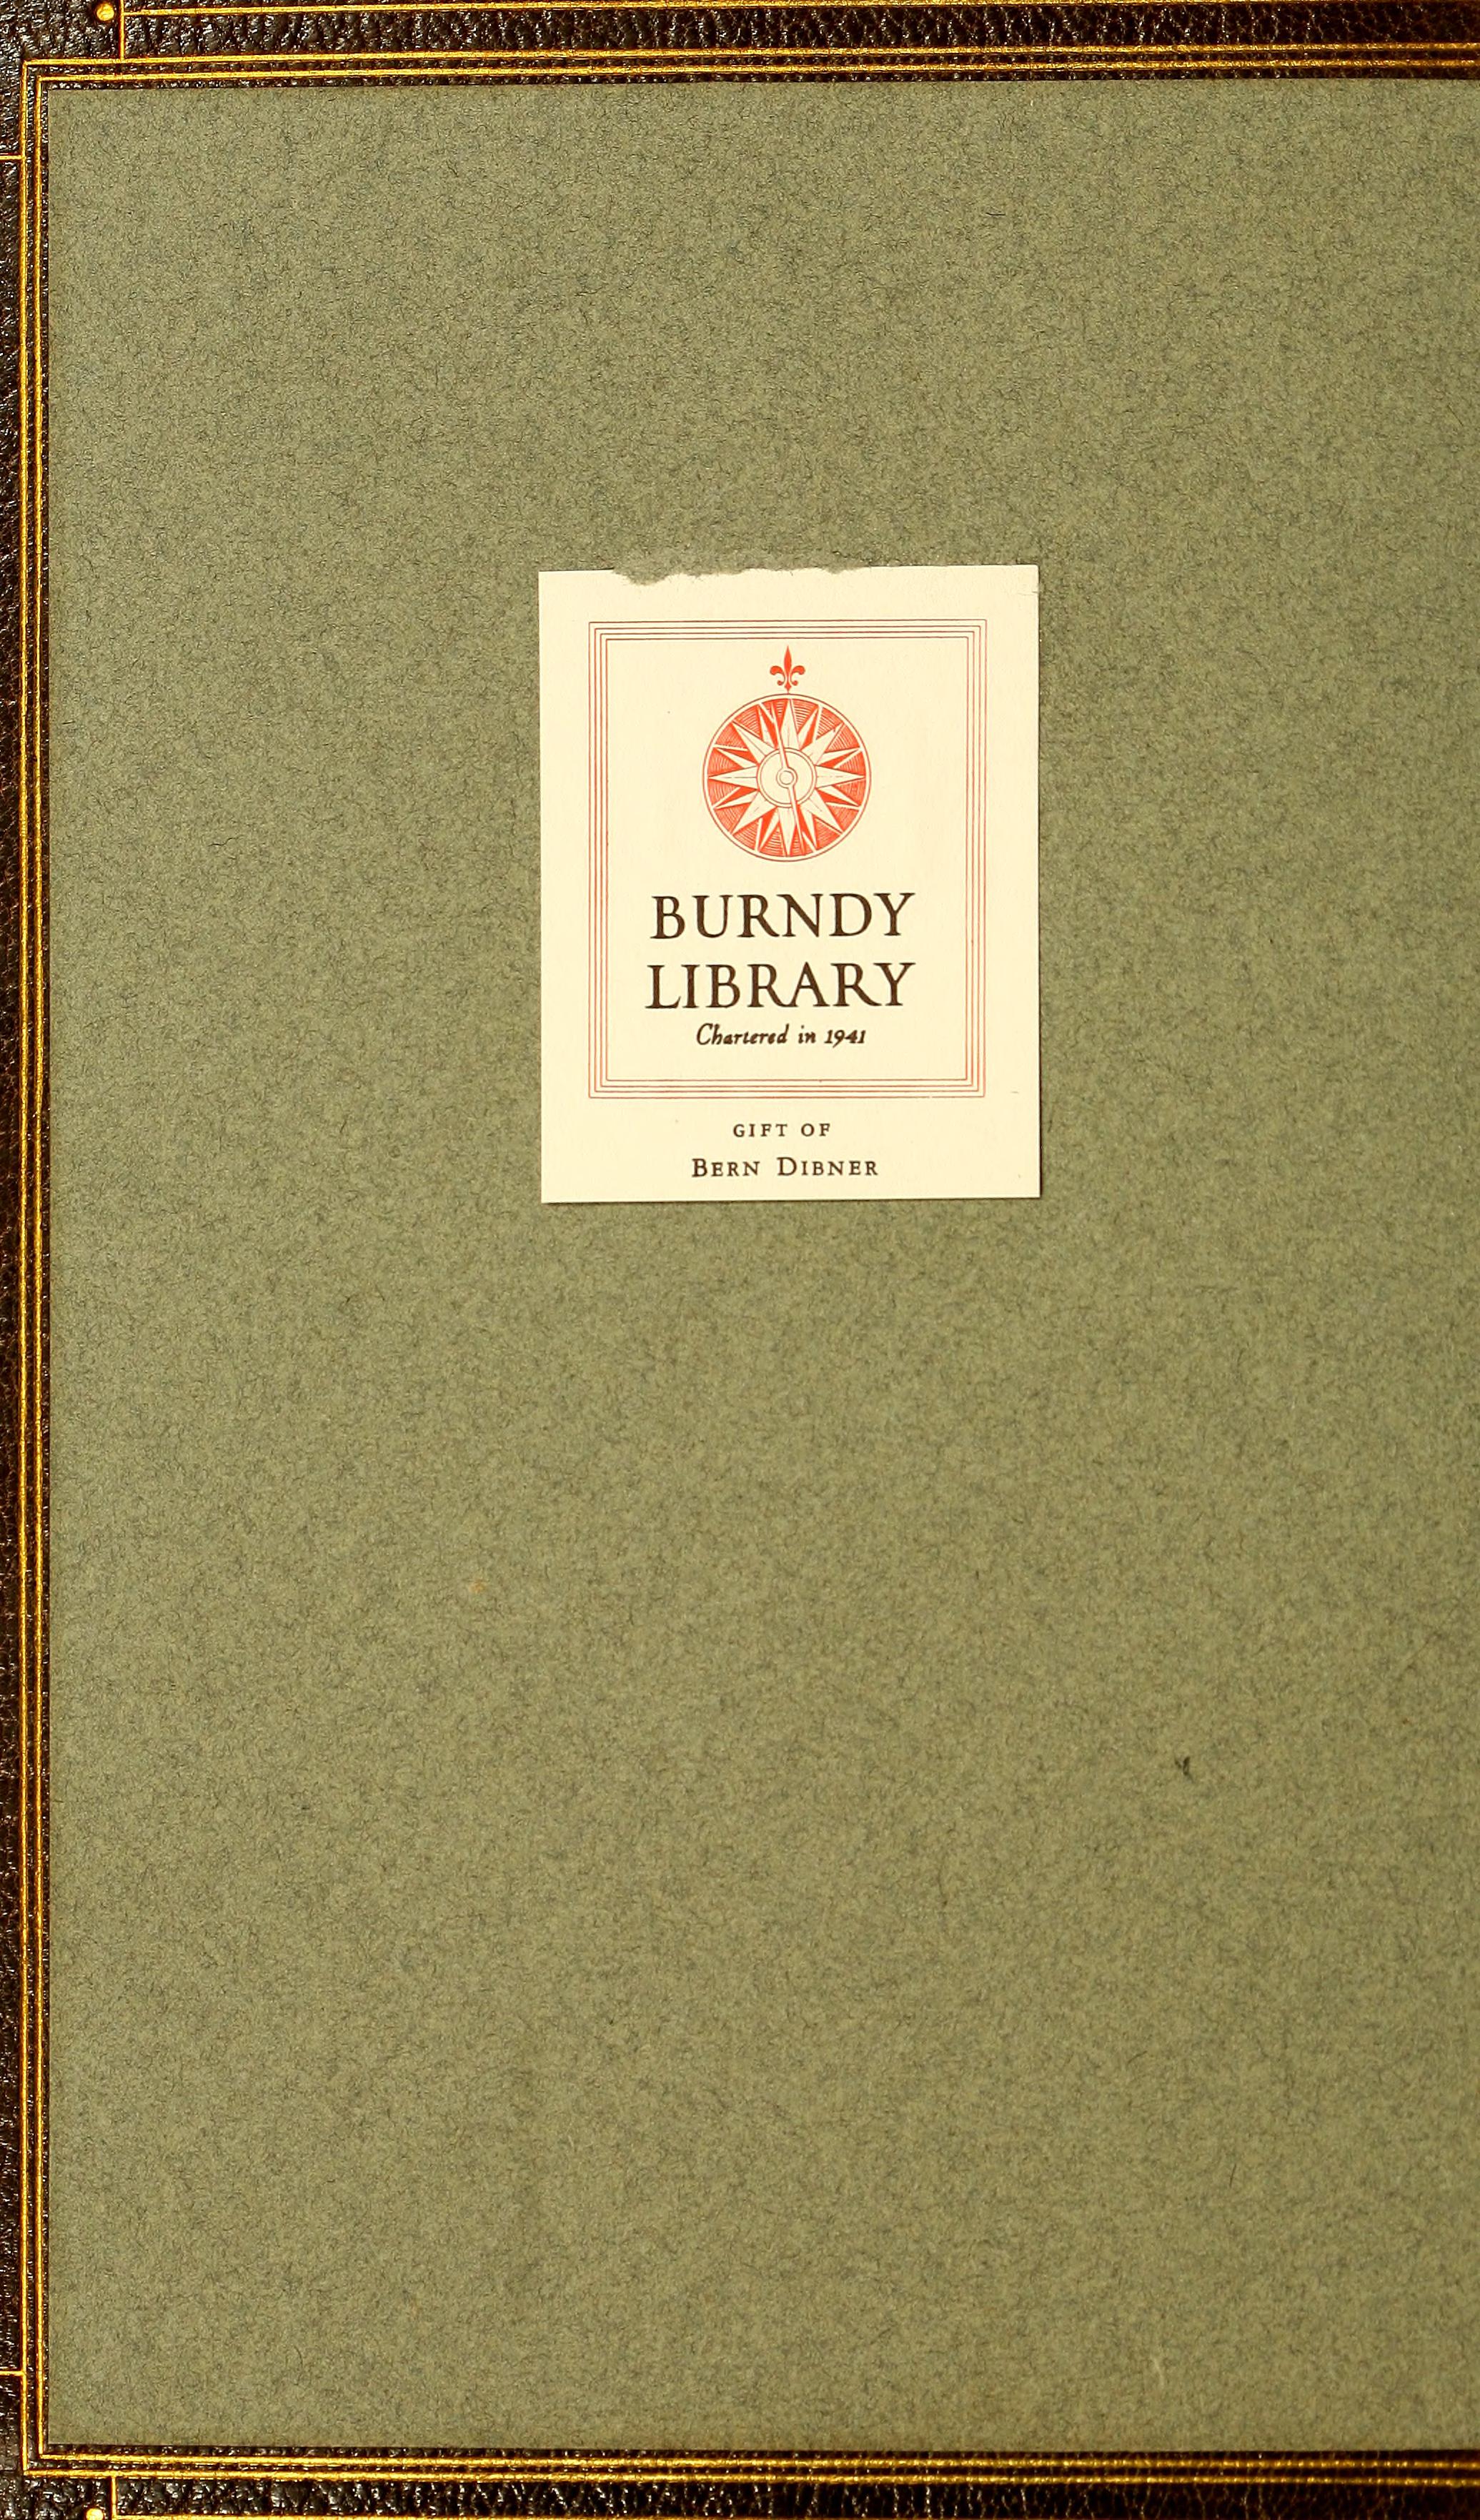 BURNDY
LIBRARY
Chartered in 1941
GIFT OF
BERN DIBNER